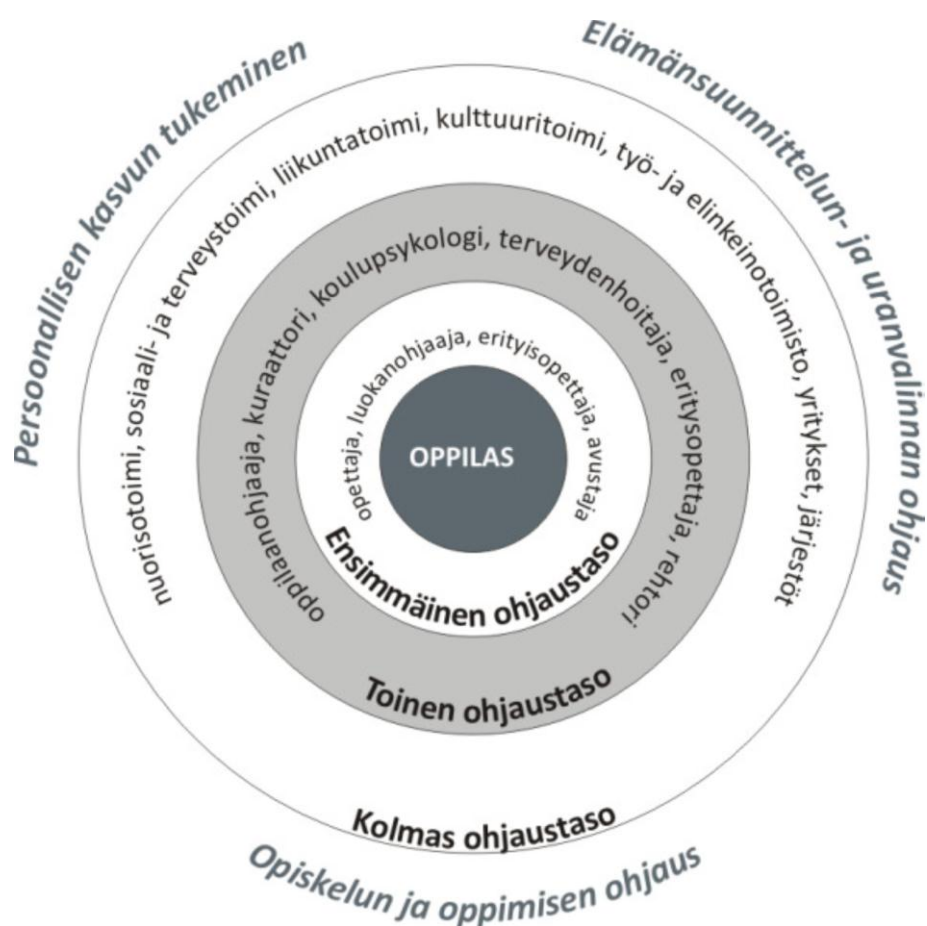 Persoonallisen kasvun tukeminen
Elämänsuunnittelun- ja uranvalinnan ohjaus
nuorisotoimi, sosiaali- ja terveystoimi, liikuntatoimi, kulttuuritoimi, työ- ja elinkeinotoimisto, yritykset, järjestöt
oppilaanohjaaja, kuraattori, koulupsykologi, terveydenhoitaja, eritysopettaja, rehtori
opettaja, luokanohjaaja, erityisopettaja, avustaja
OPPILAS
Ensimmäinen ohjaustaso
Toinen ohjaustaso
Kolmas ohjaustaso
Opiskelun ja oppimisen ohjaus